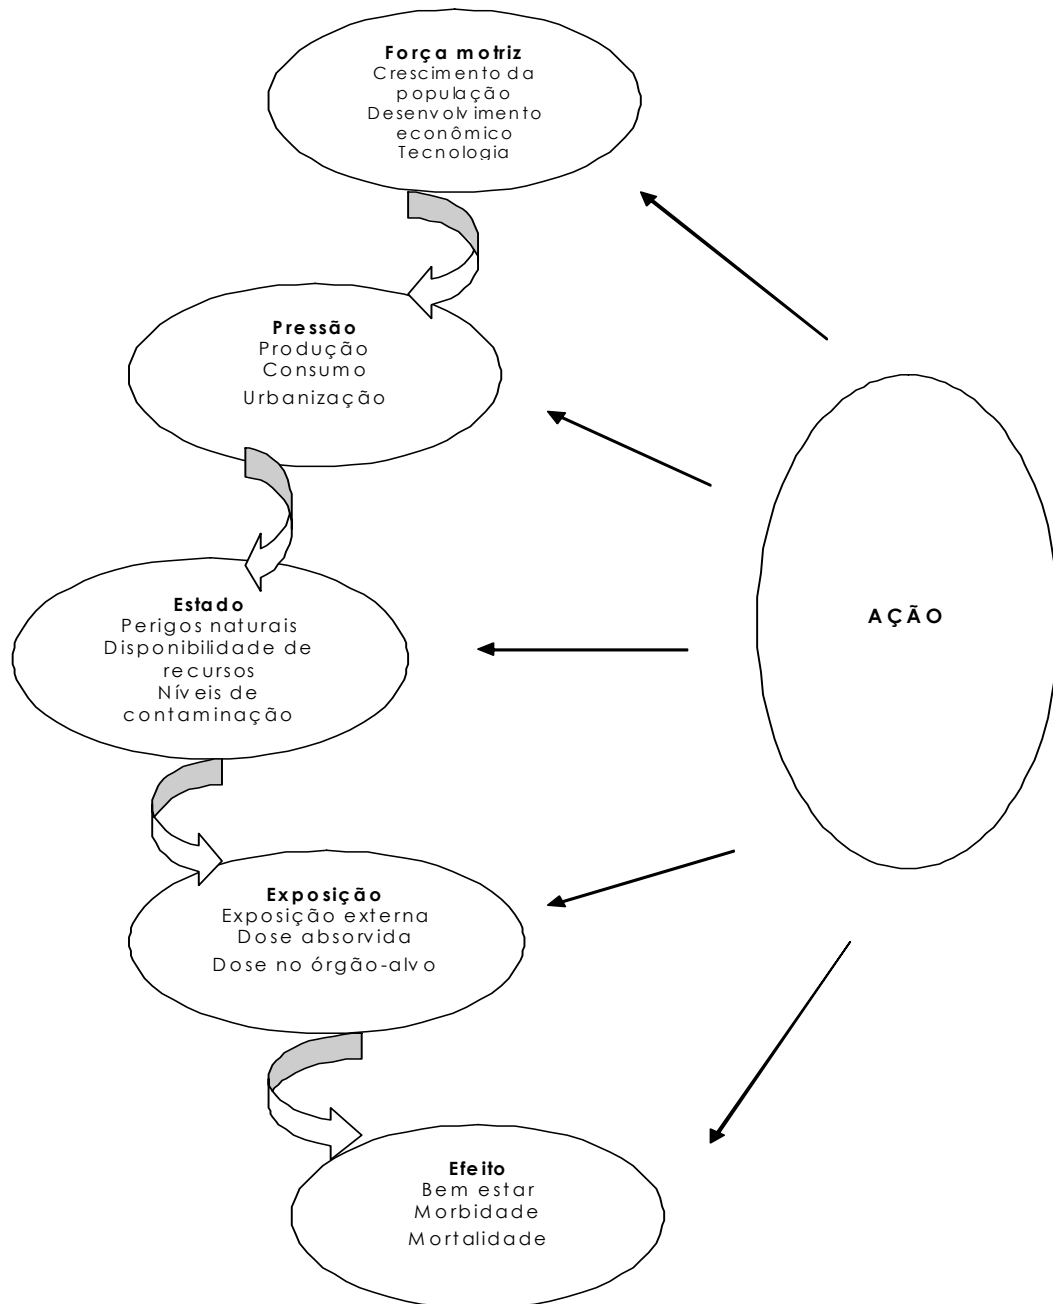 Força motriz
Crescimento da
população
Desenvolvimento
econômico
Tecnologia
Pressão
Produção
Consumo
Urbanização
Estado
Perigos naturais
Disponibilidade de
recursos
Níveis de
contaminação
AÇÃO
Exposição
Exposição externa
Dose absorvida
Dose no órgão-alvo
Efeito
Bem estar
Morbidade
Mortalidade